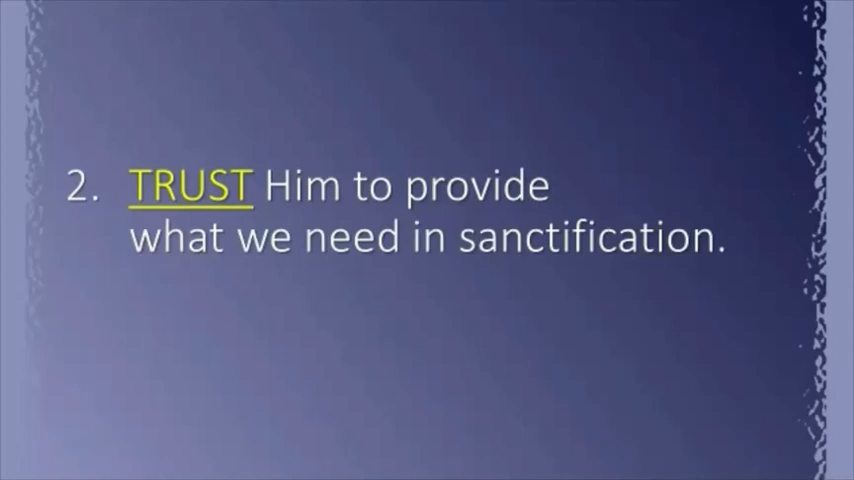 2. TRUST Him to provide
what we need in sanctification.